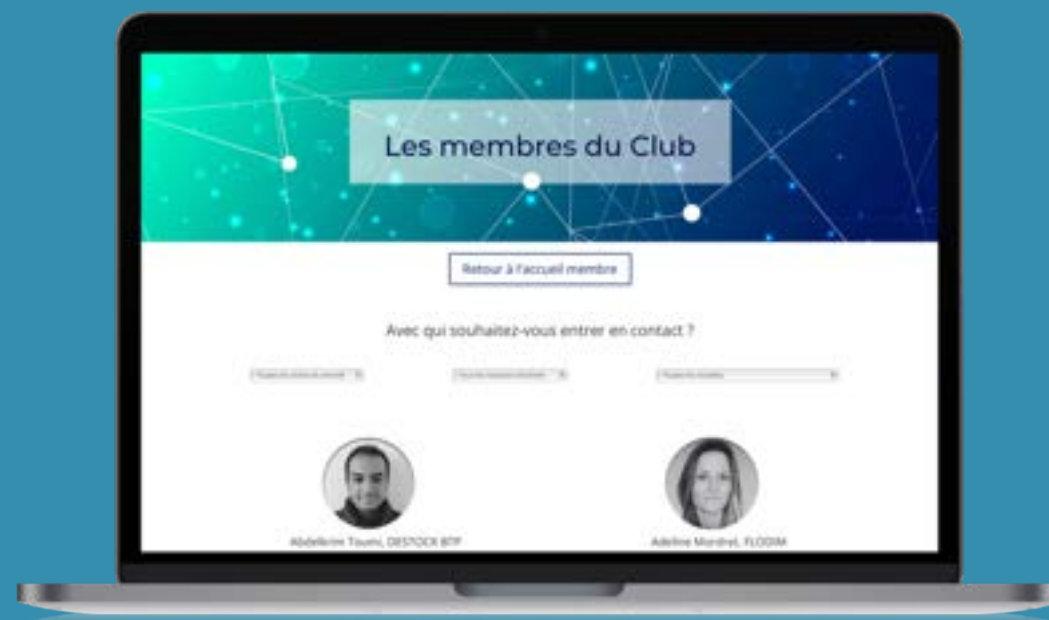 Les membres du Club
Retour à l'accueil membre
Avec qui souhaitez-vous entrer en contact ?
Abdelkrim Toumi, DESTOCK BTP
Adeline Mordrel, FLODIM